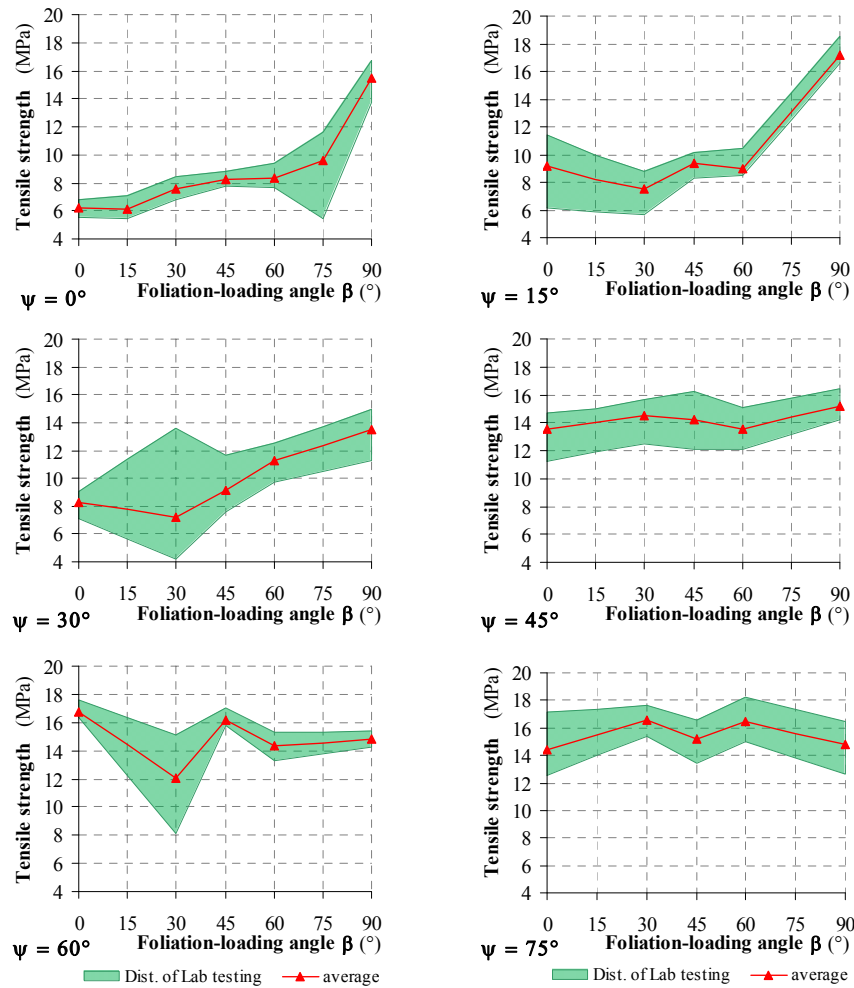 Tensile strength (MPa)
20
18
16
14
12
10
8
6
4
0 15 30 45 60 75 90
ψ = 0°
Foliation-loading angle β (°)
Tensile strength (MPa)
20
18
16
14
12
10
8
6
4
0 15 30 45 60 75 90
ψ = 15°
Foliation-loading angle β (°)
Tensile strength (MPa)
20
18
16
14
12
10
8
6
4
0 15 30 45 60 75 90
ψ = 30°
Foliation-loading angle β (°)
Tensile strength (MPa)
20
18
16
14
12
10
8
6
4
0 15 30 45 60 75 90
ψ = 45°
Foliation-loading angle β (°)
Tensile strength (MPa)
20
18
16
14
12
10
8
6
4
0 15 30 45 60 75 90
ψ = 60°
Foliation-loading angle β (°)
Dist. of Lab testing average
Tensile strength (MPa)
20
18
16
14
12
10
8
6
4
0 15 30 45 60 75 90
ψ = 75°
Foliation-loading angle β (°)
Dist. of Lab testing average